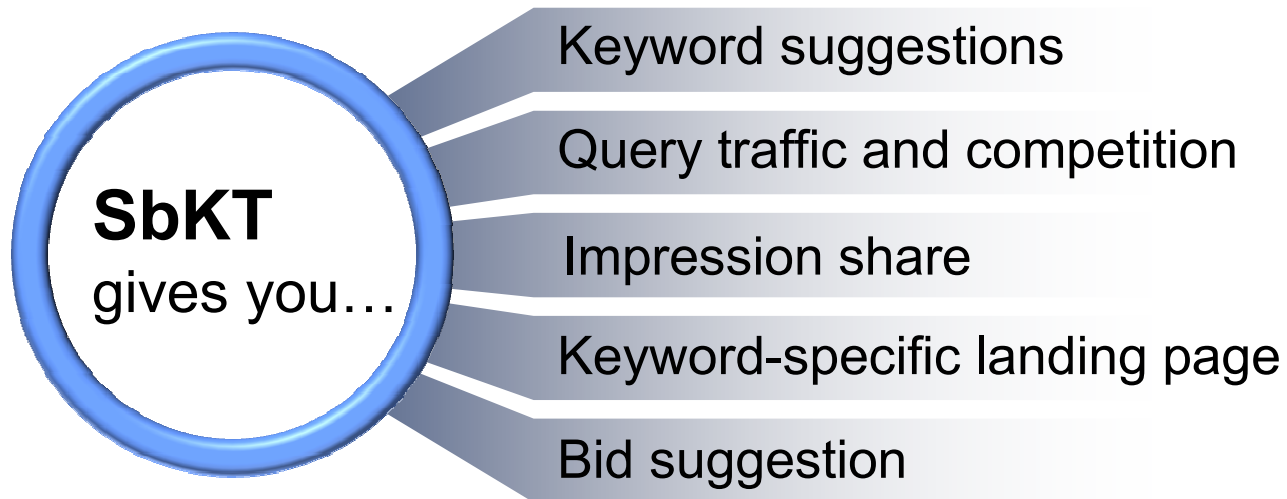 SbKT
gives you…
Keyword suggestions
Query traffic and competition
Impression share
Keyword-specific landing page
Bid suggestion